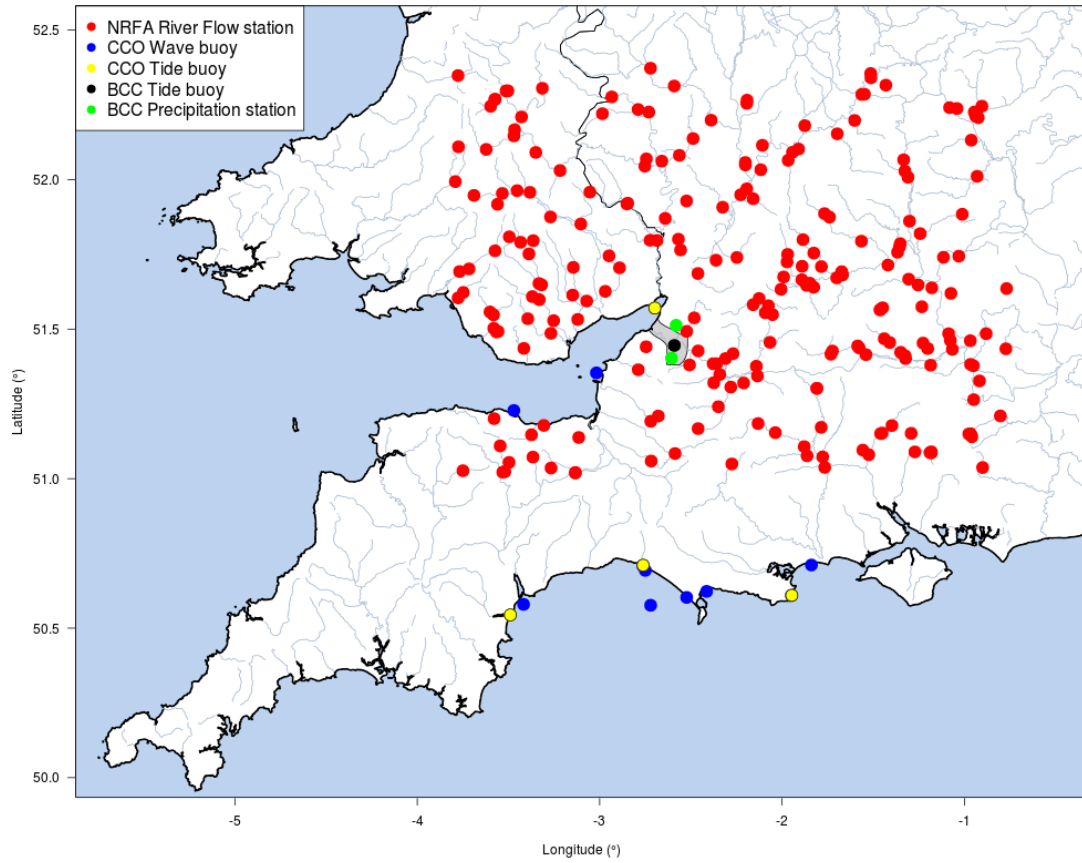 NRFA River Flow station
CCO Wave buoy
CCO Tide buoy
BCC Tide buoy
BCC Precipitation station
52.5
52.0
51.5
51.0
50.5
50.0
Latitude (°)
-5
-4
-3
-2
-1
Longitude (°)